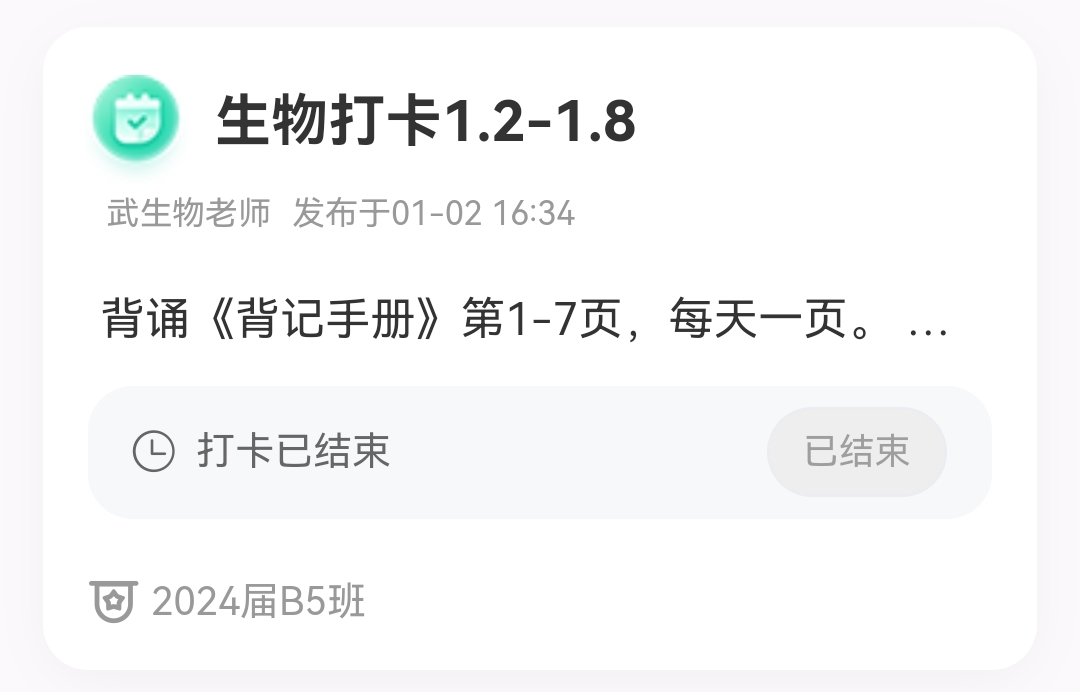 生物打卡1.2-1.8
武生物老师 发布于01-02 16:34
背诵《背记手册》第1-7页，每天一页。 ...
打卡已结束 已结束
2024届B5班